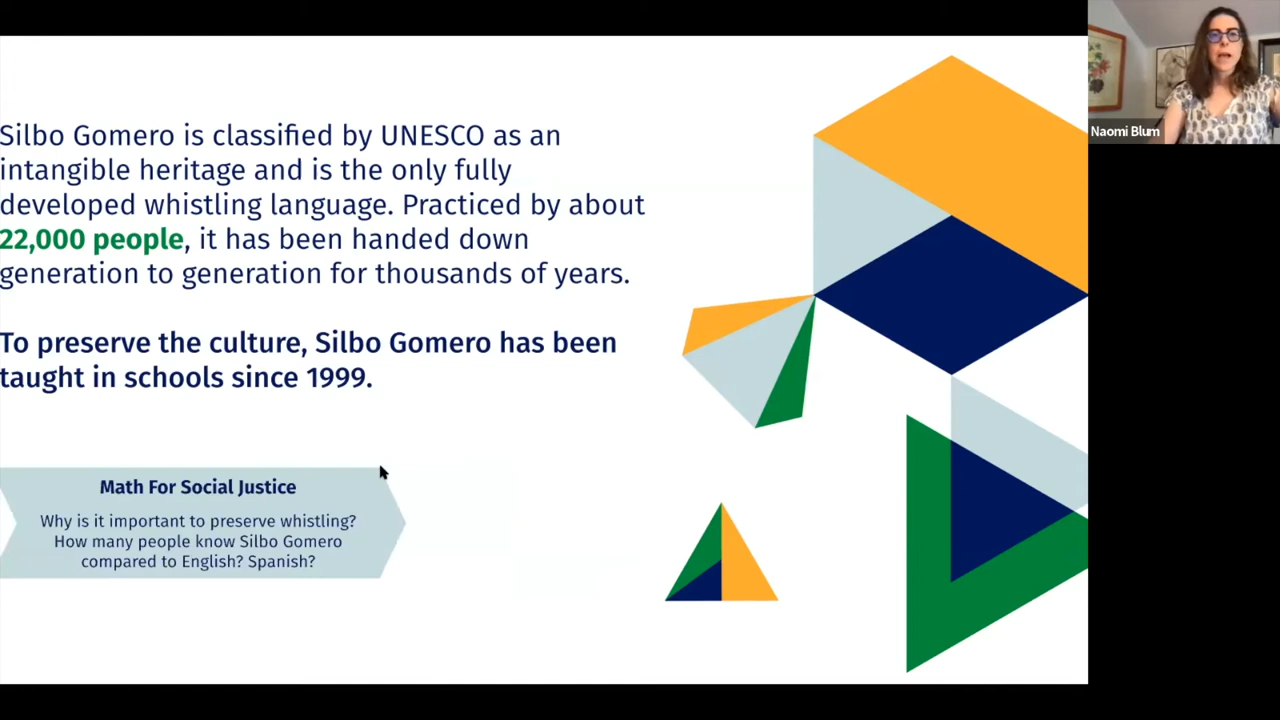 Silbo Gomero is classified by UNESCO as an
intangible heritage and is the only fully
developed whistling language. Practiced by about
22,000 people, it has been handed down
generation to generation for thousands of years.
To preserve the culture, Silbo Gomero has been
taught in schools since 1999.
Math For Social Justice
Why is it important to preserve whistling?
How many people know Silbo Gomero
compared to English? Spanish?
Naomi Blum